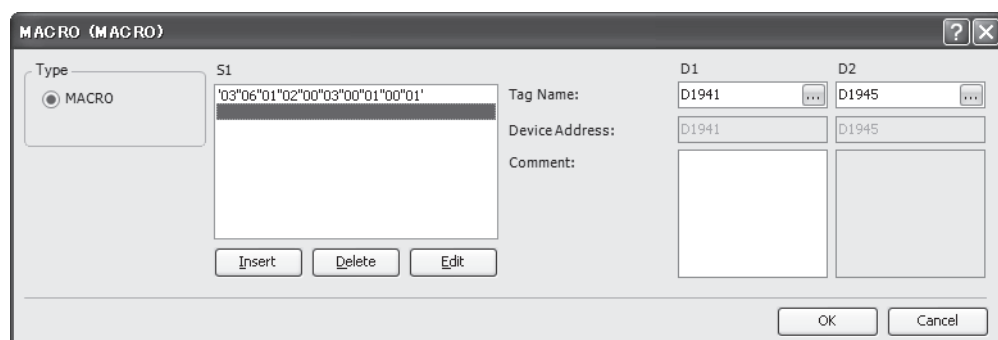 MACRO (MACRO)
Type
MACRO
S1
'03"06"01"02"00"03"00"01"00"01'
Insert Delete Edit
D1 D2
Tag Name: D1941 ... D1945 ...
Device Address: D1941 D1945
Comment:
OK Cancel